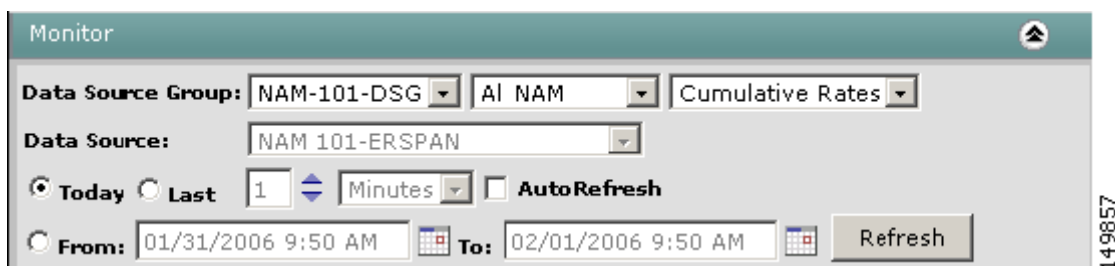 Monitor
Data Source Group: NAM-101-DSG Al NAM Cumulative Rates
Data Source: NAM 101-ERSPAN
Today Last 1 Minutes AutoRefresh
From: 01/31/2006 9:50 AM To: 02/01/2006 9:50 AM Refresh
149857